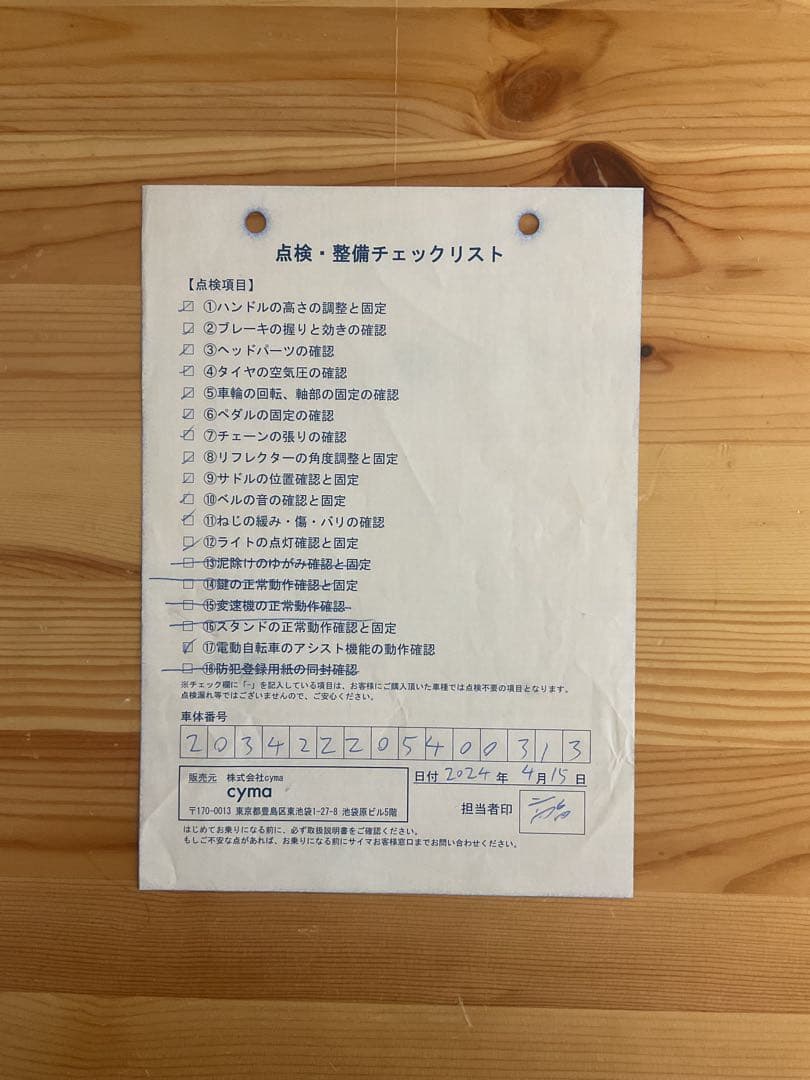 点検・整備チェックリスト
【点検項目】
☑ ①ハンドルの高さの調整と固定
☑ ②ブレーキの握りと効きの確認
☑ ③ヘッドパーツの確認
☑ ④タイヤの空気圧の確認
☑ ⑤車輪の回転、軸部の固定の確認
☑ ⑥ペダルの固定の確認
☑ ⑦チェーンの張りの確認
☑ ⑧リフレクターの角度調整と固定
☑ ⑨サドルの位置確認と固定
☑ ⑩ベルの音の確認と固定
☑ ⑪ねじの緩み・傷・バリの確認
☑ ⑫ライトの点灯確認と固定
□ ⑬泥除けのゆがみ確認と固定
□ ⑭鍵の正常動作確認と固定
□ ⑮変速機の正常動作確認
□ ⑯スタンドの正常動作確認と固定
☑ ⑰電動自転車のアシスト機能の動作確認
□ ⑱防犯登録用紙の同封確認
※チェック欄に「-」を記入している項目は、お客様にご購入頂いた車種では点検不要の項目となります。
点検漏れ等ではございませんので、ご安心ください。
車体番号
203422205400313
販売元 株式会社cyma
cyma
〒170-0013 東京都豊島区東池袋1-27-8 池袋原ビル5階
日付 2024 年 4月15日
担当者印
はじめてお乗りになる前に、必ず取扱説明書をご確認ください。
もしご不安な点があれば、お乗りになる前にサイマお客様窓口までお問い合わせください。